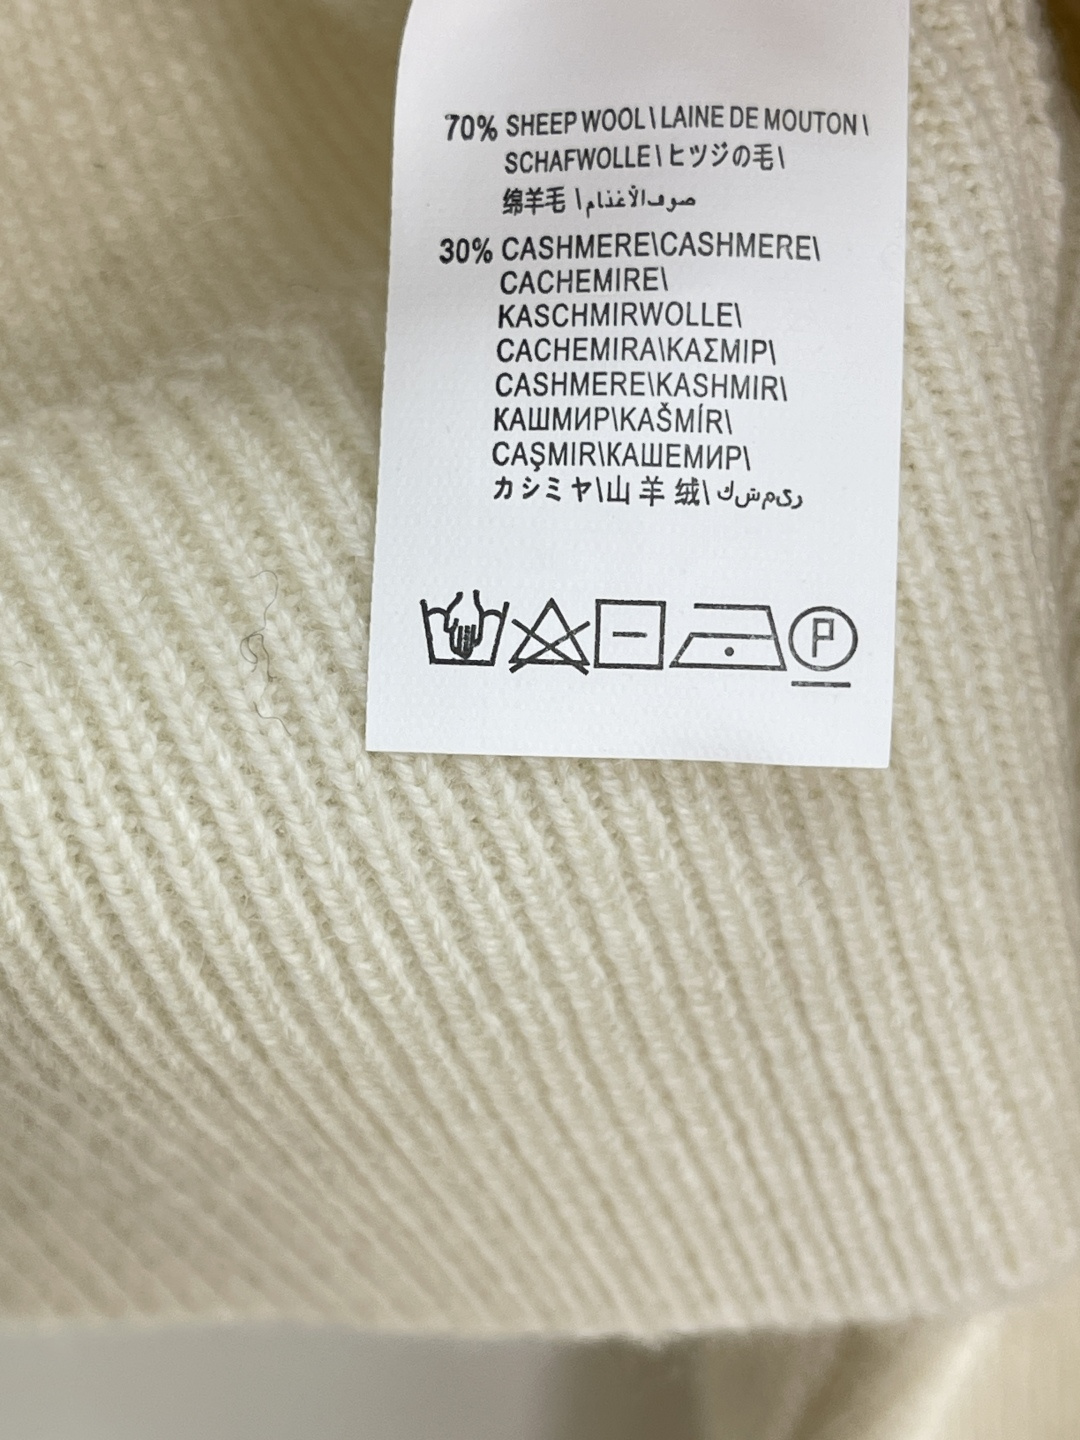 70% SHEEP WOOL\LAINE DE MOUTON\
SCHAFWOLLE\ヒツジの毛\
绵羊毛\صوف الأغنام
30% CASHMERE\CASHMERE\
CACHEMIRE\
KASCHMIRWOLLE\
CACHEMIRA\ΚΑΣΜΙΡ\
CASHMERE\KASHMIR\
КАШМИР\KAŠMÍR\
CAŞMIR\КАШЕМИР\
カシミヤ\山羊绒\كشمير
P